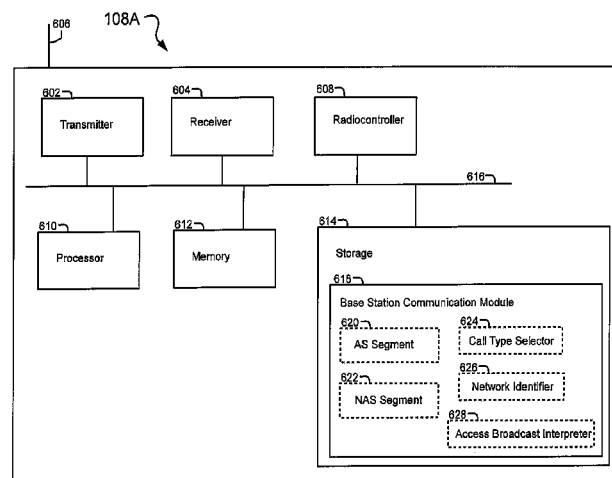 606
108A
602
604
608
Transmitter
Receiver
Radiocontroller
616
610
612
614
Processor
Memory
Storage
615
Base Station Communication Module
620
624
AS Segment
Call Type Selector
622
626
NAS Segment
Network Identifier
628
Access Broadcast Interpreter